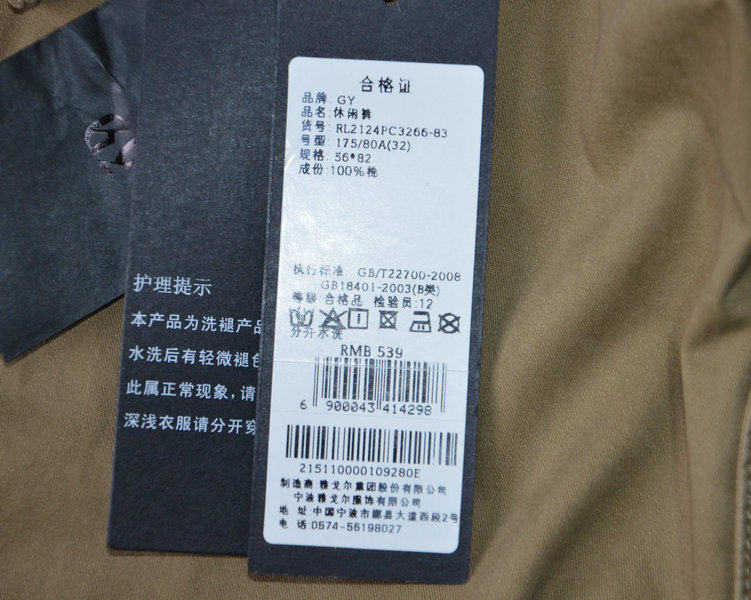 护理提示
本产品为洗褪产品
水洗后有轻微褪色
此属正常现象，请
深浅衣服请分开穿
合格证
品牌: GY
品名: 休闲裤
货号: RL2124PC3266-83
号型: 175/80A(32)
规格: 56*82
成份: 100%棉
执行标准: GB/T22700-2008
GB18401-2003(B类)
等级 合格品 检验员:12
分开水洗
RMB 539
6 900043 414298
215110000109280E
制造商 雅戈尔集团股份有限公司
宁波雅戈尔服饰有限公司
地 址:中国宁波市鄞县大道西段2号
电 话:0574-56198027